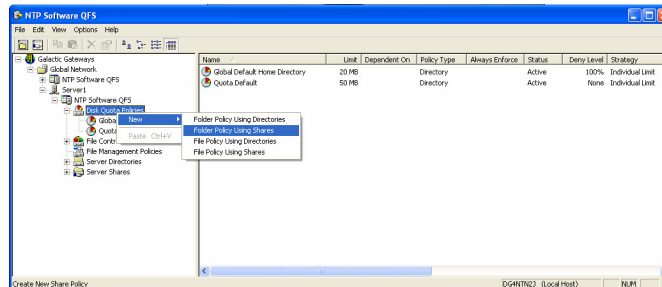 NTP Software QFS
File Edit View Options Help
Galactic Gateways
Global Network
NTP Software QFS
Server1
NTP Software QFS
Disk Quota Policies
Globa
Quota
File Contr
File Management Policies
Server Directories
Server Shares
New
Paste Ctrl+V
Folder Policy Using Directories
Folder Policy Using Shares
File Policy Using Directories
File Policy Using Shares
Name Limit Dependent On Policy Type Always Enforce Status Deny Level Strategy
Global Default Home Directory 20 MB Directory Active 100% Individual Limit
Quota Default 50 MB Directory Active None Individual Limit
Create New Share Policy DG4NTN2J (Local Host) NUM